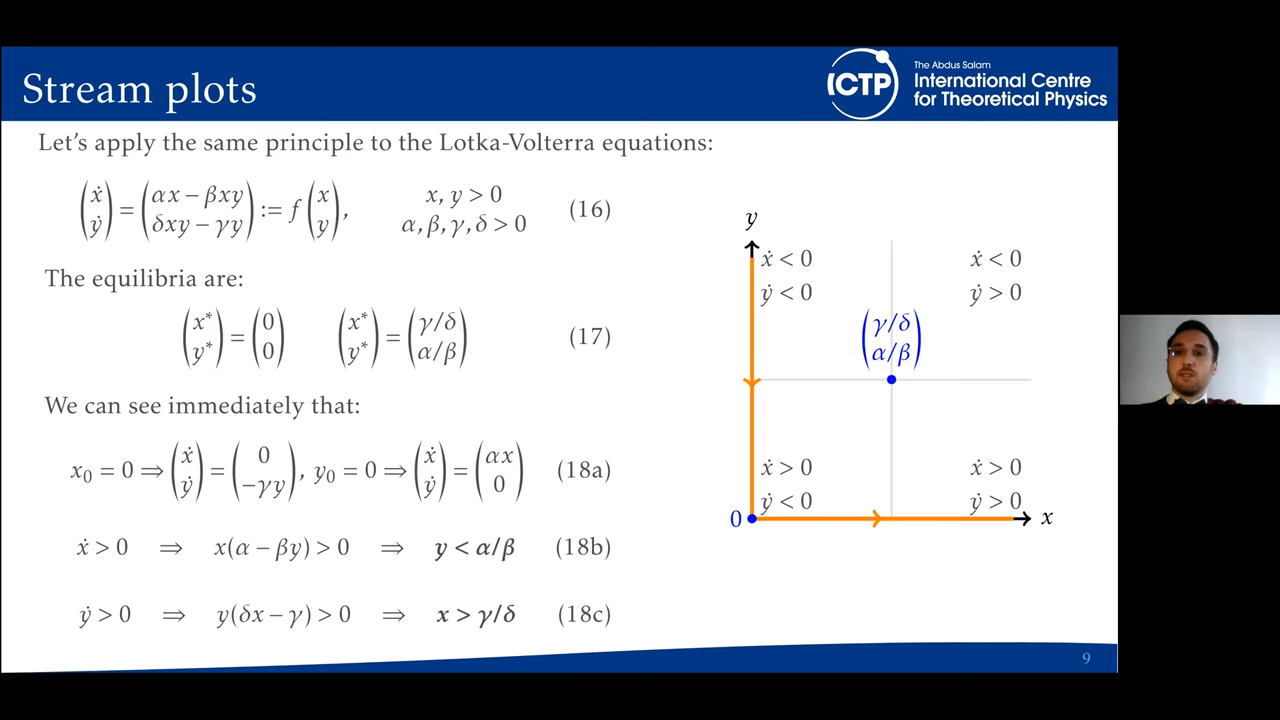 Stream plots
ICTP
The Abdus Salam
International Centre
for Theoretical Physics
Let's apply the same principle to the Lotka-Volterra equations:
(ẋ ẏ) = (αx − βxy δxy − γy) := f (x y), x, y > 0 α, β, γ, δ > 0 (16)
The equilibria are:
(x* y*) = (0 0) (x* y*) = (γ/δ α/β) (17)
We can see immediately that:
x₀ = 0 ⇒ (ẋ ẏ) = (0 −γy), y₀ = 0 ⇒ (ẋ ẏ) = (αx 0) (18a)
ẋ > 0 ⇒ x(α − βy) > 0 ⇒ y < α/β (18b)
ẏ > 0 ⇒ y(δx − γ) > 0 ⇒ x > γ/δ (18c)
y
ẋ < 0 ẋ < 0
ẏ < 0 ẏ > 0
(γ/δ α/β)
ẋ > 0 ẋ > 0
ẏ < 0 ẏ > 0
0 x
9